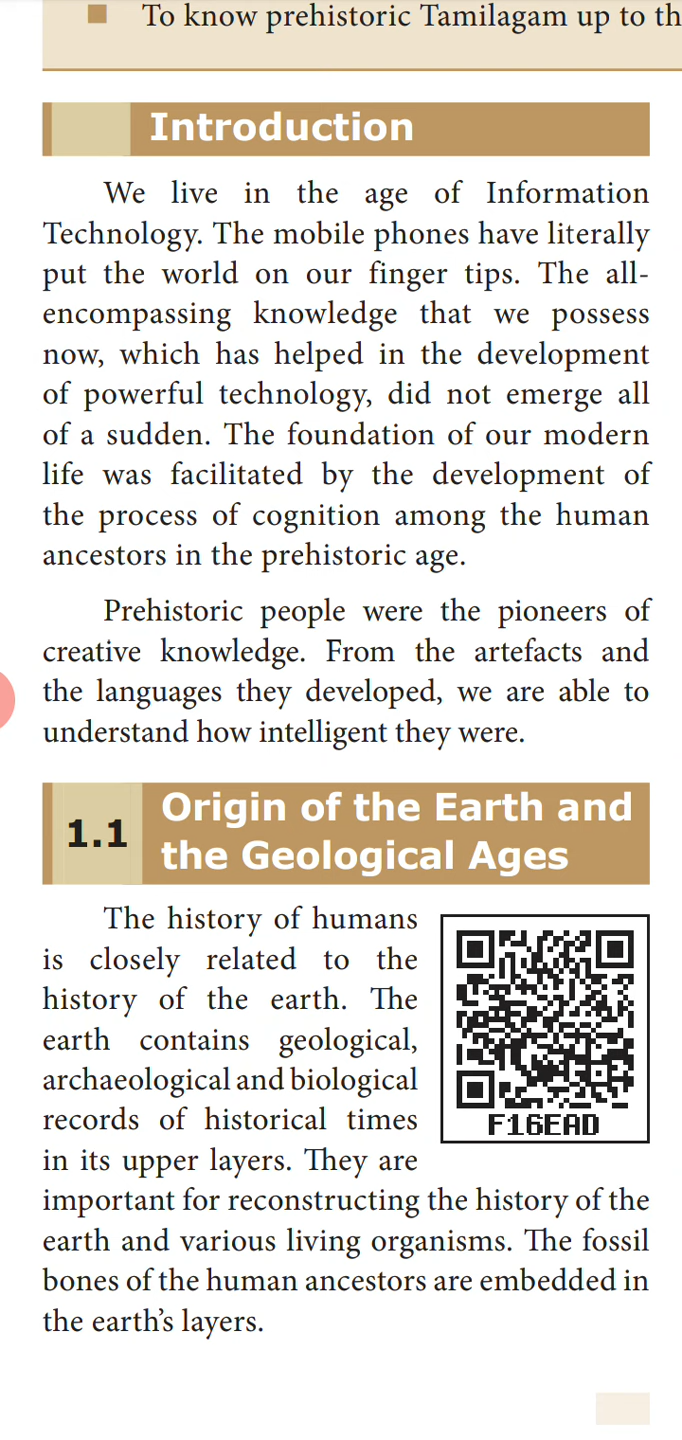 To know prehistoric Tamilagam up to th
Introduction
We live in the age of Information
Technology. The mobile phones have literally
put the world on our finger tips. The all-
encompassing knowledge that we possess
now, which has helped in the development
of powerful technology, did not emerge all
of a sudden. The foundation of our modern
life was facilitated by the development of
the process of cognition among the human
ancestors in the prehistoric age.
Prehistoric people were the pioneers of
creative knowledge. From the artefacts and
the languages they developed, we are able to
understand how intelligent they were.
1.1 Origin of the Earth and
the Geological Ages
The history of humans
is closely related to the
history of the earth. The
earth contains geological,
archaeological and biological
records of historical times
in its upper layers. They are
important for reconstructing the history of the
earth and various living organisms. The fossil
bones of the human ancestors are embedded in
the earth's layers.
F16EAD